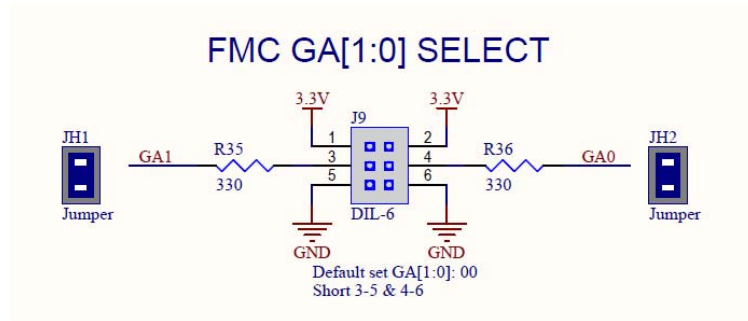 FMC GA[1:0] SELECT
3.3V 3.3V
J9
JH1 1 2 JH2
GA1 R35 3 4 R36 GA0
330 5 6 330
Jumper DIL-6 Jumper
GND GND
Default set GA[1:0]: 00
Short 3-5 & 4-6